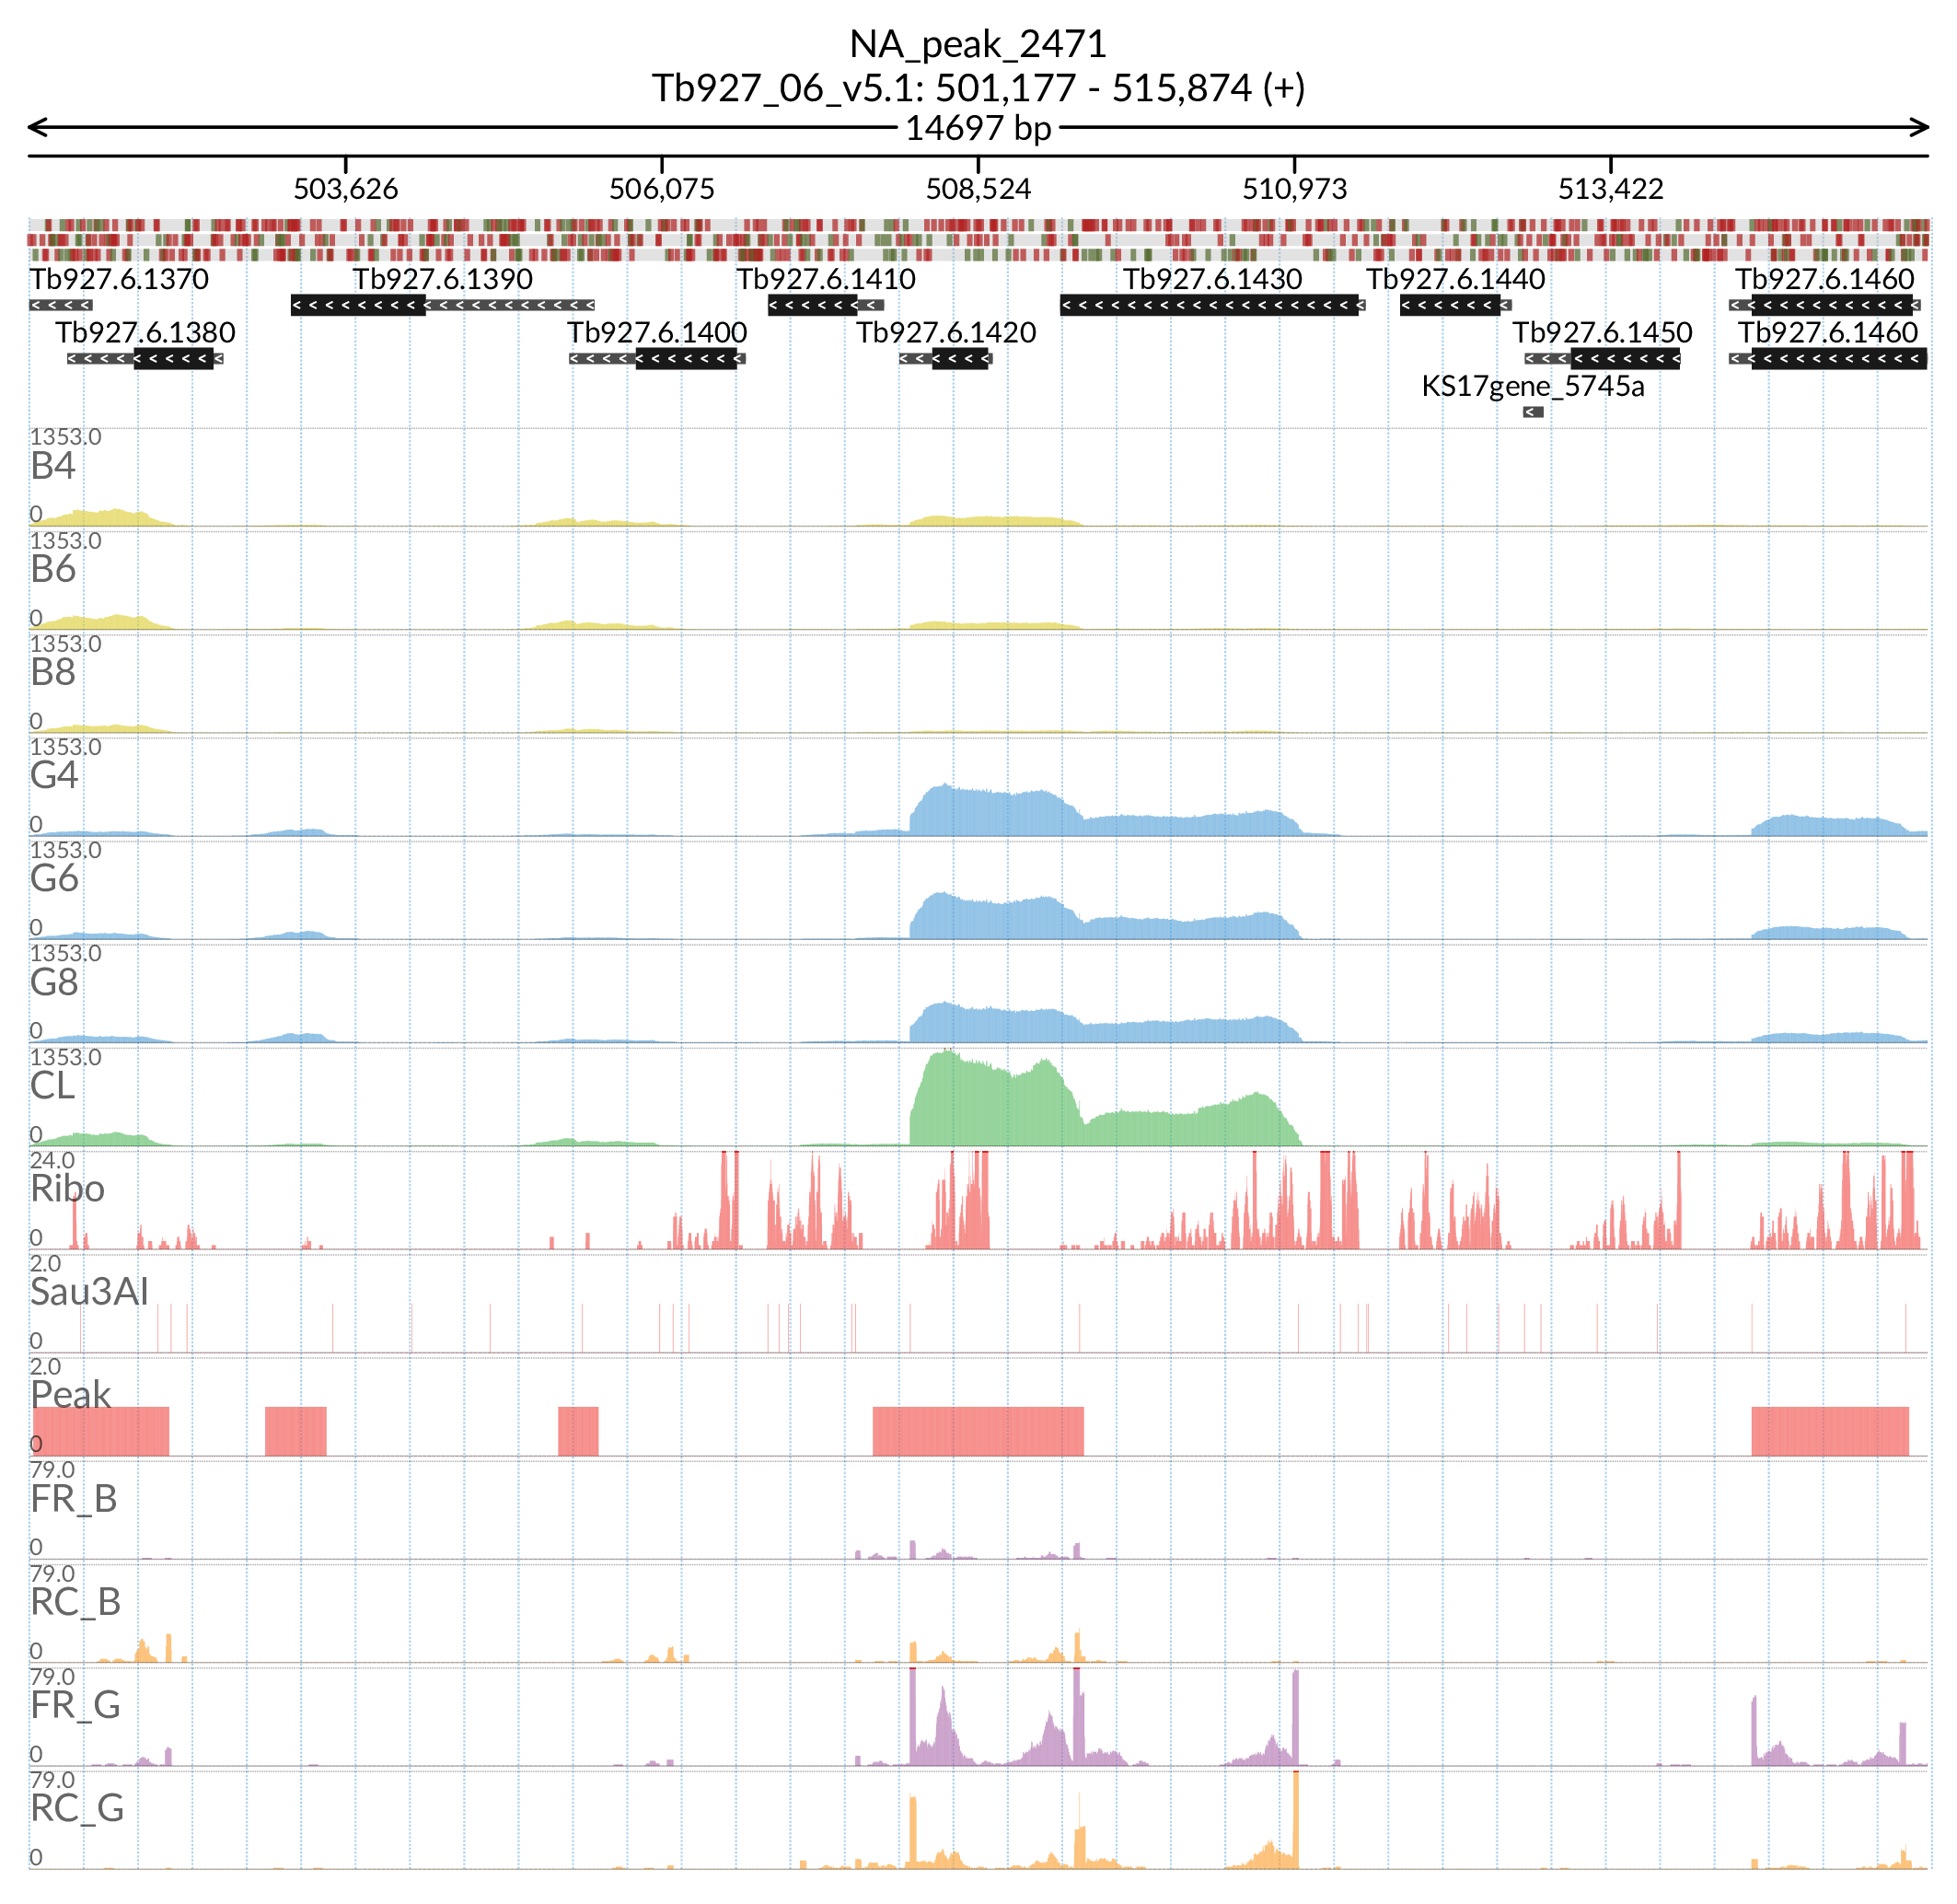 NA_peak_2471
Tb927_06_v5.1: 501,177 - 515,874 (+)
14697 bp
503,626 506,075 508,524 510,973 513,422
Tb927.6.1370 Tb927.6.1390 Tb927.6.1410 Tb927.6.1430 Tb927.6.1440 Tb927.6.1460
Tb927.6.1380 Tb927.6.1400 Tb927.6.1420 Tb927.6.1450 Tb927.6.1460
KS17gene_5745a
1353.0
B4
0
1353.0
B6
0
1353.0
B8
0
1353.0
G4
0
1353.0
G6
0
1353.0
G8
0
1353.0
CL
0
24.0
Ribo
0
2.0
Sau3AI
0
2.0
Peak
0
79.0
FR_B
0
79.0
RC_B
0
79.0
FR_G
0
79.0
RC_G
0